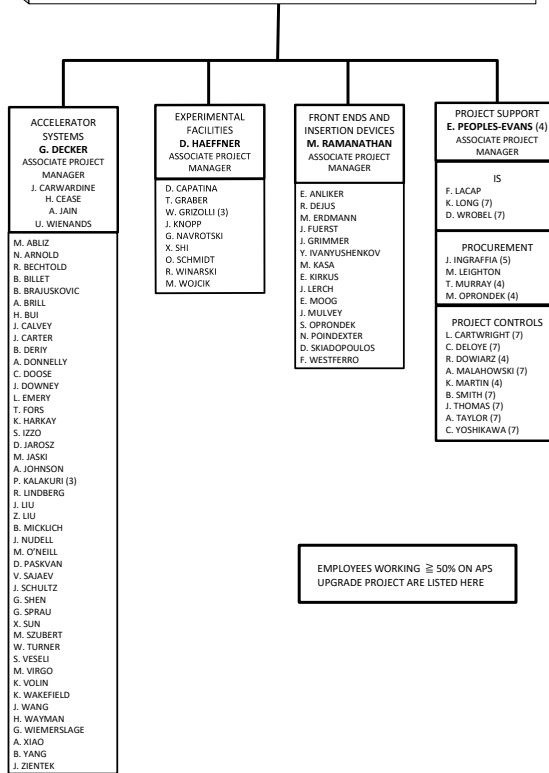 ACCELERATOR
SYSTEMS
G. DECKER
ASSOCIATE PROJECT
MANAGER
J. CARWARDINE
H. CEASE
A. JAIN
U. WIENANDS
M. ABLIZ
N. ARNOLD
R. BECHTOLD
B. BILLET
B. BRAJUSKOVIC
A. BRILL
H. BUI
J. CALVEY
J. CARTER
B. DERIY
A. DONNELLY
C. DOOSE
J. DOWNEY
L. EMERY
T. FORS
K. HARKAY
S. IZZO
D. JAROSZ
M. JASKI
A. JOHNSON
P. KALAKURI (3)
R. LINDBERG
J. LIU
Z. LIU
B. MICKLICH
J. NUDELL
M. O'NEILL
D. PASKVAN
V. SAJAEV
J. SCHULTZ
G. SHEN
G. SPRAU
X. SUN
M. SZUBERT
W. TURNER
S. VESELI
M. VIRGO
K. VOLIN
K. WAKEFIELD
J. WANG
H. WAYMAN
G. WIEMERSLAGE
A. XIAO
B. YANG
J. ZIENTEK
EXPERIMENTAL
FACILITIES
D. HAEFFNER
ASSOCIATE PROJECT
MANAGER
D. CAPATINA
T. GRABER
W. GRIZOLLI (3)
J. KNOPP
G. NAVROTSKI
X. SHI
O. SCHMIDT
R. WINARSKI
M. WOJCIK
FRONT ENDS AND
INSERTION DEVICES
M. RAMANATHAN
ASSOCIATE PROJECT
MANAGER
E. ANLIKER
R. DEJUS
M. ERDMANN
J. FUERST
J. GRIMMER
Y. IVANYUSHENKOV
M. KASA
E. KIRKUS
J. LERCH
E. MOOG
J. MULVEY
S. OPRONDEK
N. POINDEXTER
D. SKIADOPOULOS
F. WESTFERRO
PROJECT SUPPORT
E. PEOPLES-EVANS (4)
ASSOCIATE PROJECT
MANAGER
IS
F. LACAP
K. LONG (7)
D. WROBEL (7)
PROCUREMENT
J. INGRAFFIA (5)
M. LEIGHTON
T. MURRAY (4)
M. OPRONDEK (4)
PROJECT CONTROLS
L. CARTWRIGHT (7)
C. DELOYE (7)
R. DOWIARZ (4)
A. MALAHOWSKI (7)
K. MARTIN (4)
B. SMITH (7)
J. THOMAS (7)
A. TAYLOR (7)
C. YOSHIKAWA (7)
EMPLOYEES WORKING ≧ 50% ON APS
UPGRADE PROJECT ARE LISTED HERE